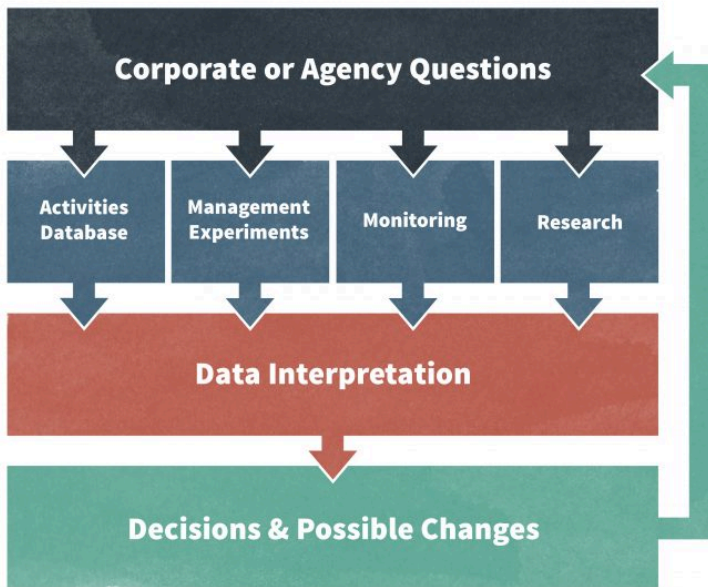 Corporate or Agency Questions
Activities
Database
Management
Experiments
Monitoring
Research
Data Interpretation
Decisions & Possible Changes